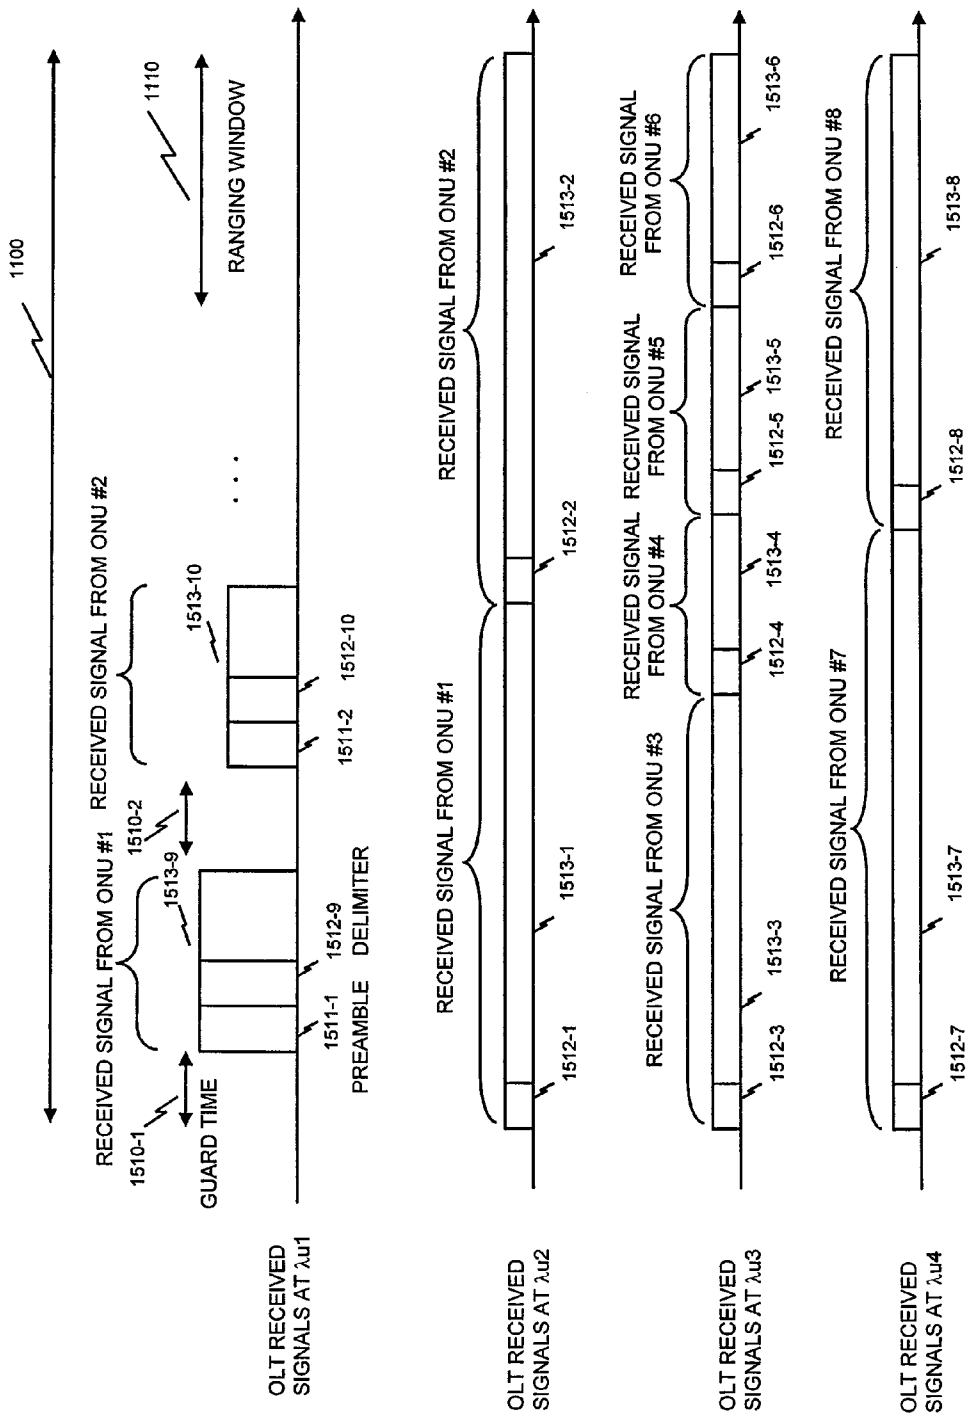 1100
1110
RANGING WINDOW
RECEIVED SIGNAL FROM ONU #1
RECEIVED SIGNAL FROM ONU #2
1510-1
GUARD TIME
1513-9
1510-2
1513-10
. . .
1511-1
1512-9
1511-2
1512-10
PREAMBLE
DELIMITER
OLT RECEIVED
SIGNALS AT λu1
RECEIVED SIGNAL FROM ONU #1
RECEIVED SIGNAL FROM ONU #2
1512-1
1513-1
1512-2
1513-2
OLT RECEIVED
SIGNALS AT λu2
RECEIVED SIGNAL FROM ONU #3
RECEIVED SIGNAL
FROM ONU #4
RECEIVED SIGNAL
FROM ONU #5
RECEIVED SIGNAL
FROM ONU #6
1512-3
1513-3
1512-4
1513-4
1512-5
1513-5
1512-6
1513-6
OLT RECEIVED
SIGNALS AT λu3
RECEIVED SIGNAL FROM ONU #7
RECEIVED SIGNAL FROM ONU #8
1512-7
1513-7
1512-8
1513-8
OLT RECEIVED
SIGNALS AT λu4